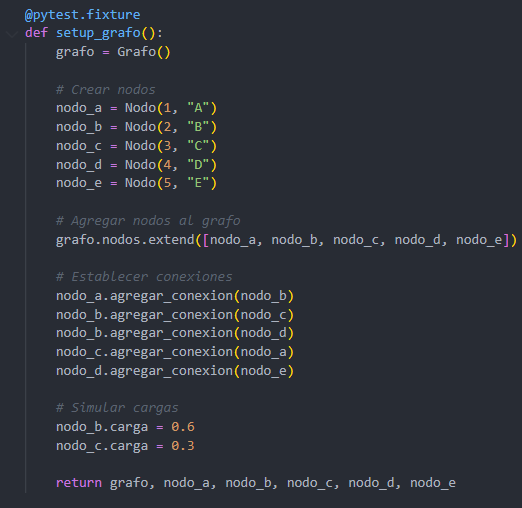 @pytest.fixture
def setup_grafo():
    grafo = Grafo()

    # Crear nodos
    nodo_a = Nodo(1, "A")
    nodo_b = Nodo(2, "B")
    nodo_c = Nodo(3, "C")
    nodo_d = Nodo(4, "D")
    nodo_e = Nodo(5, "E")

    # Agregar nodos al grafo
    grafo.nodos.extend([nodo_a, nodo_b, nodo_c, nodo_d, nodo_e])

    # Establecer conexiones
    nodo_a.agregar_conexion(nodo_b)
    nodo_b.agregar_conexion(nodo_c)
    nodo_b.agregar_conexion(nodo_d)
    nodo_c.agregar_conexion(nodo_a)
    nodo_d.agregar_conexion(nodo_e)

    # Simular cargas
    nodo_b.carga = 0.6
    nodo_c.carga = 0.3

    return grafo, nodo_a, nodo_b, nodo_c, nodo_d, nodo_e